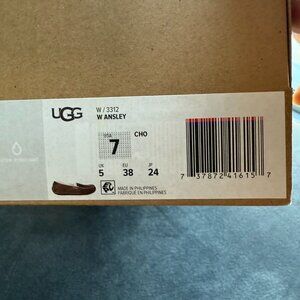 UGG
W / 3312
W ANSLEY
USA
7
CHO
UK EU JP
5 38 24
MADE IN PHILIPPINES
FABRIQUÉ EN PHILIPPINES
7 37872 41615 7